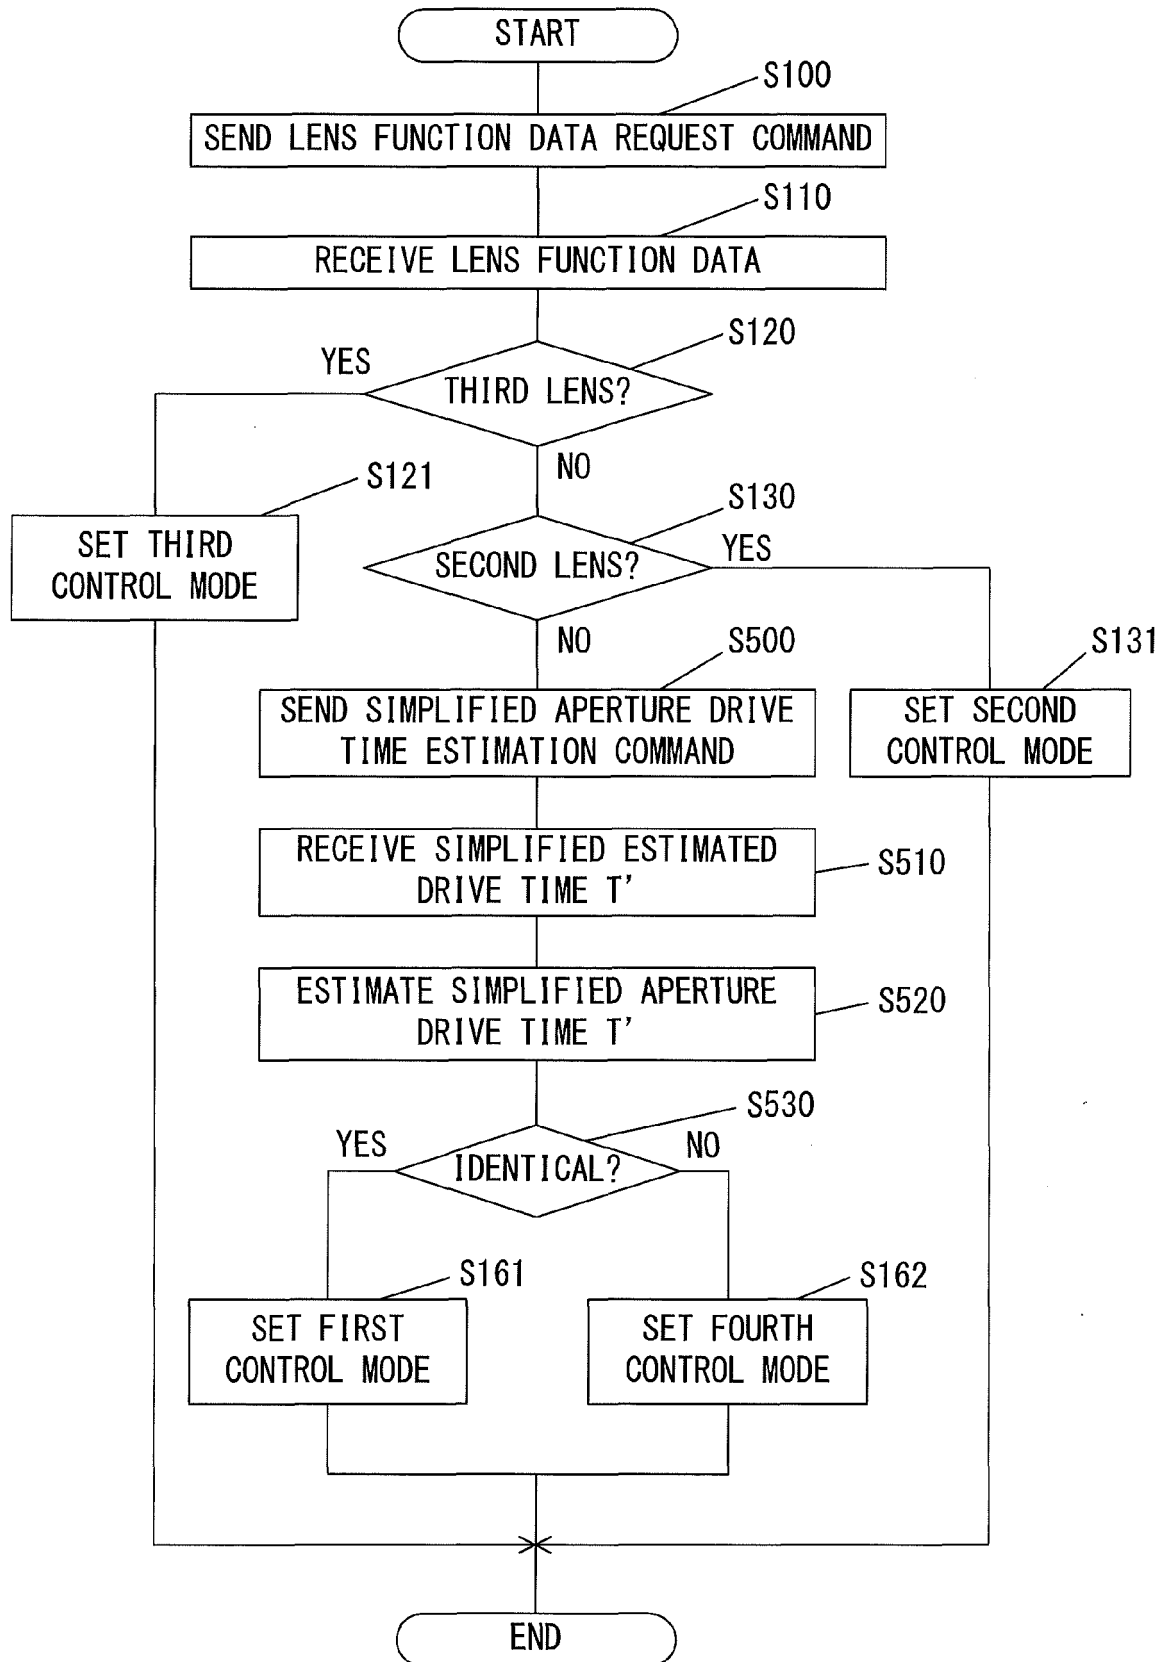 START
S100
SEND LENS FUNCTION DATA REQUEST COMMAND
S110
RECEIVE LENS FUNCTION DATA
S120
YES
THIRD LENS?
NO
S121
SET THIRD
CONTROL MODE
S130
SECOND LENS?
YES
NO
S500
SEND SIMPLIFIED APERTURE DRIVE
TIME ESTIMATION COMMAND
S131
SET SECOND
CONTROL MODE
RECEIVE SIMPLIFIED ESTIMATED
DRIVE TIME T'
S510
ESTIMATE SIMPLIFIED APERTURE
DRIVE TIME T'
S520
S530
YES
IDENTICAL?
NO
S161
SET FIRST
CONTROL MODE
S162
SET FOURTH
CONTROL MODE
END